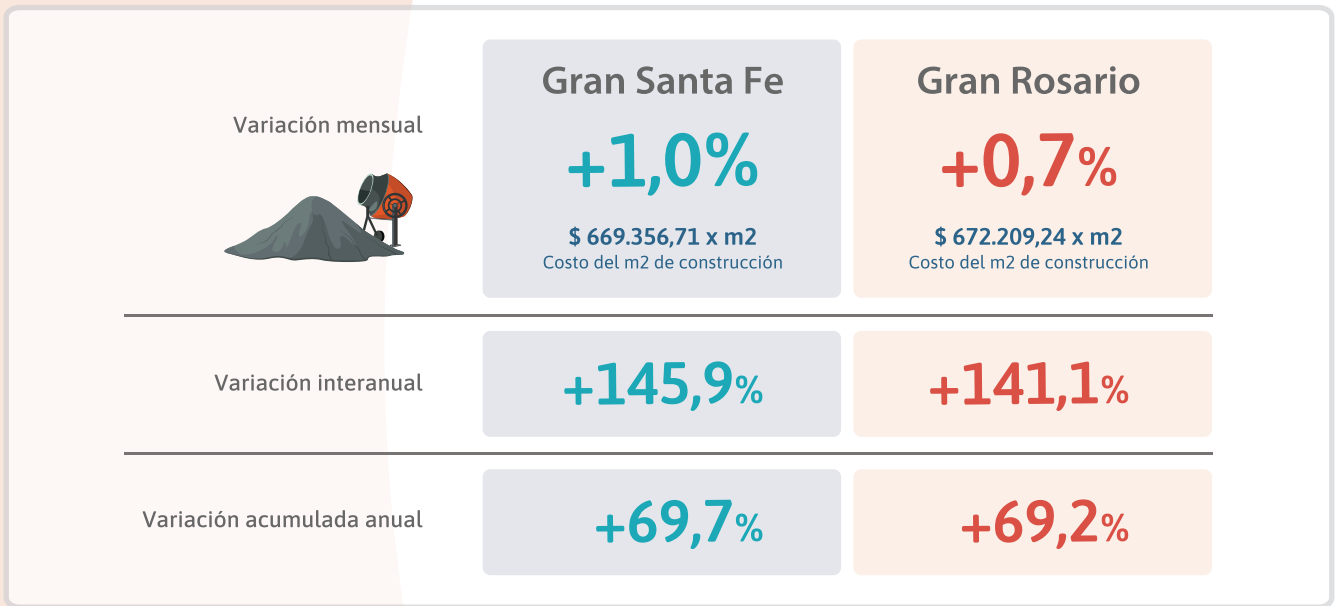 Gran Santa Fe
Gran Rosario
Variación mensual
+1,0%
+0,7%
$ 669.356,71 x m2
Costo del m2 de construcción
$ 672.209,24 x m2
Costo del m2 de construcción
Variación interanual
+145,9%
+141,1%
Variación acumulada anual
+69,7%
+69,2%